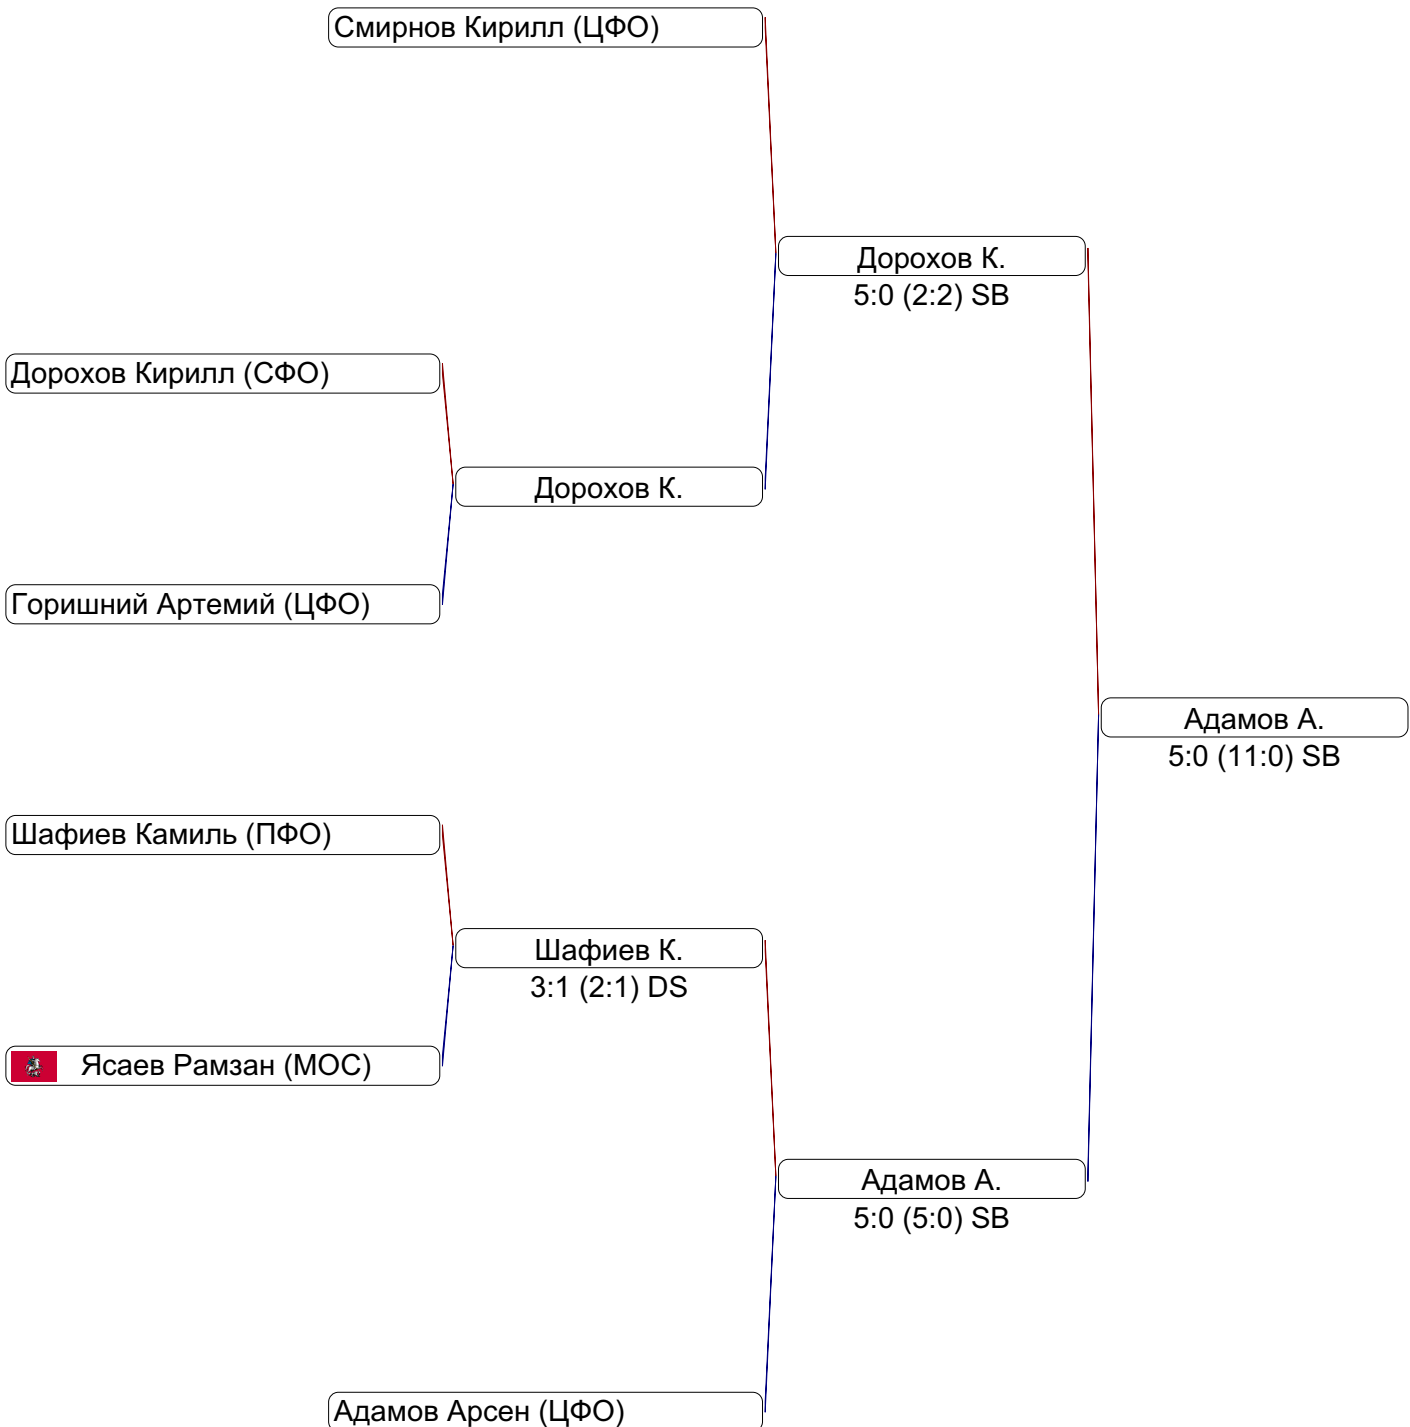 Смирнов Кирилл (ЦФО)
Дорохов К.
5:0 (2:2) SB
Дорохов Кирилл (СФО)
Дорохов К.
Горишний Артемий (ЦФО)
Адамов А.
5:0 (11:0) SB
Шафиев Камиль (ПФО)
Шафиев К.
3:1 (2:1) DS
Ясаев Рамзан (МОС)
Адамов А.
5:0 (5:0) SB
Адамов Арсен (ЦФО)